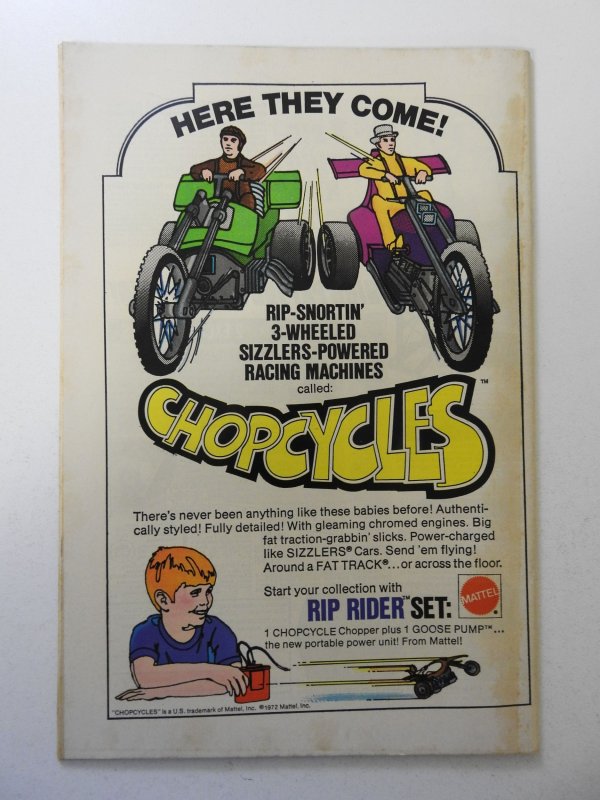 HERE THEY COME!
RIP-SNORTIN'
3-WHEELED
SIZZLERS-POWERED
RACING MACHINES
called:
CHOPCYCLES™
There's never been anything like these babies before! Authenti-
cally styled! Fully detailed! With gleaming chromed engines. Big
fat traction-grabbin' slicks. Power-charged
like SIZZLERS® Cars. Send 'em flying!
Around a FAT TRACK®...or across the floor.
Start your collection with
RIP RIDER™ SET:
MATTEL
1 CHOPCYCLE Chopper plus 1 GOOSE PUMP™...
the new portable power unit! From Mattel!
"CHOPCYCLES" is a U.S. trademark of Mattel, Inc. ©1972 Mattel, Inc.